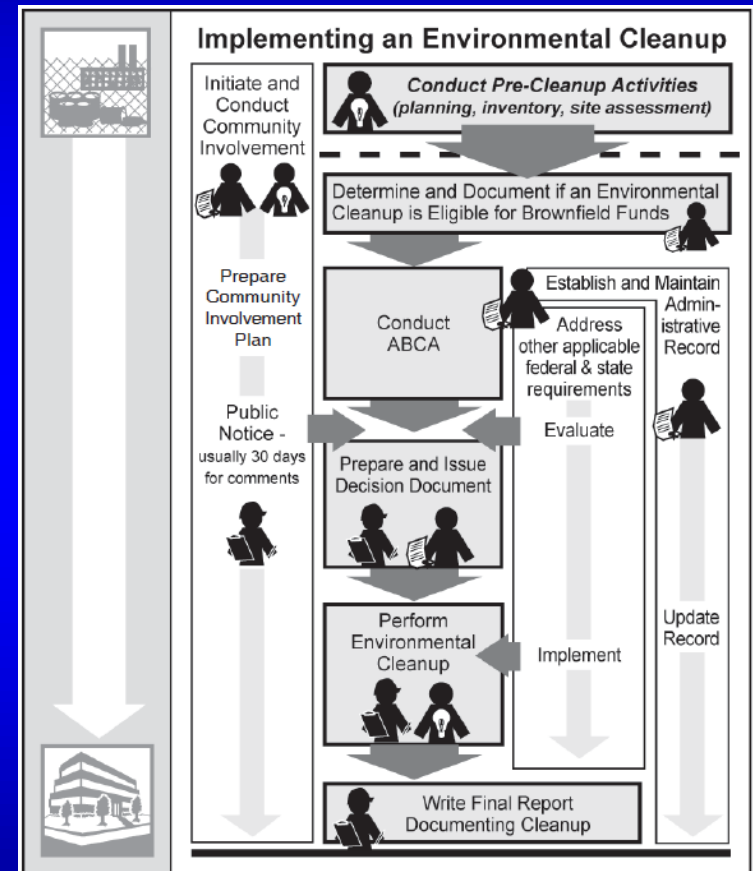 Implementing an Environmental Cleanup
Initiate and
Conduct
Community
Involvement
Prepare
Community
Involvement
Plan
Public
Notice -
usually 30 days
for comments
Conduct Pre-Cleanup Activities
(planning, inventory, site assessment)
Determine and Document if an Environmental
Cleanup is Eligible for Brownfield Funds
Conduct
ABCA
Prepare and Issue
Decision Document
Perform
Environmental
Cleanup
Write Final Report
Documenting Cleanup
Address
other applicable
federal & state
requirements
Evaluate
Implement
Establish and Maintain
Admin-
istrative
Record
Update
Record